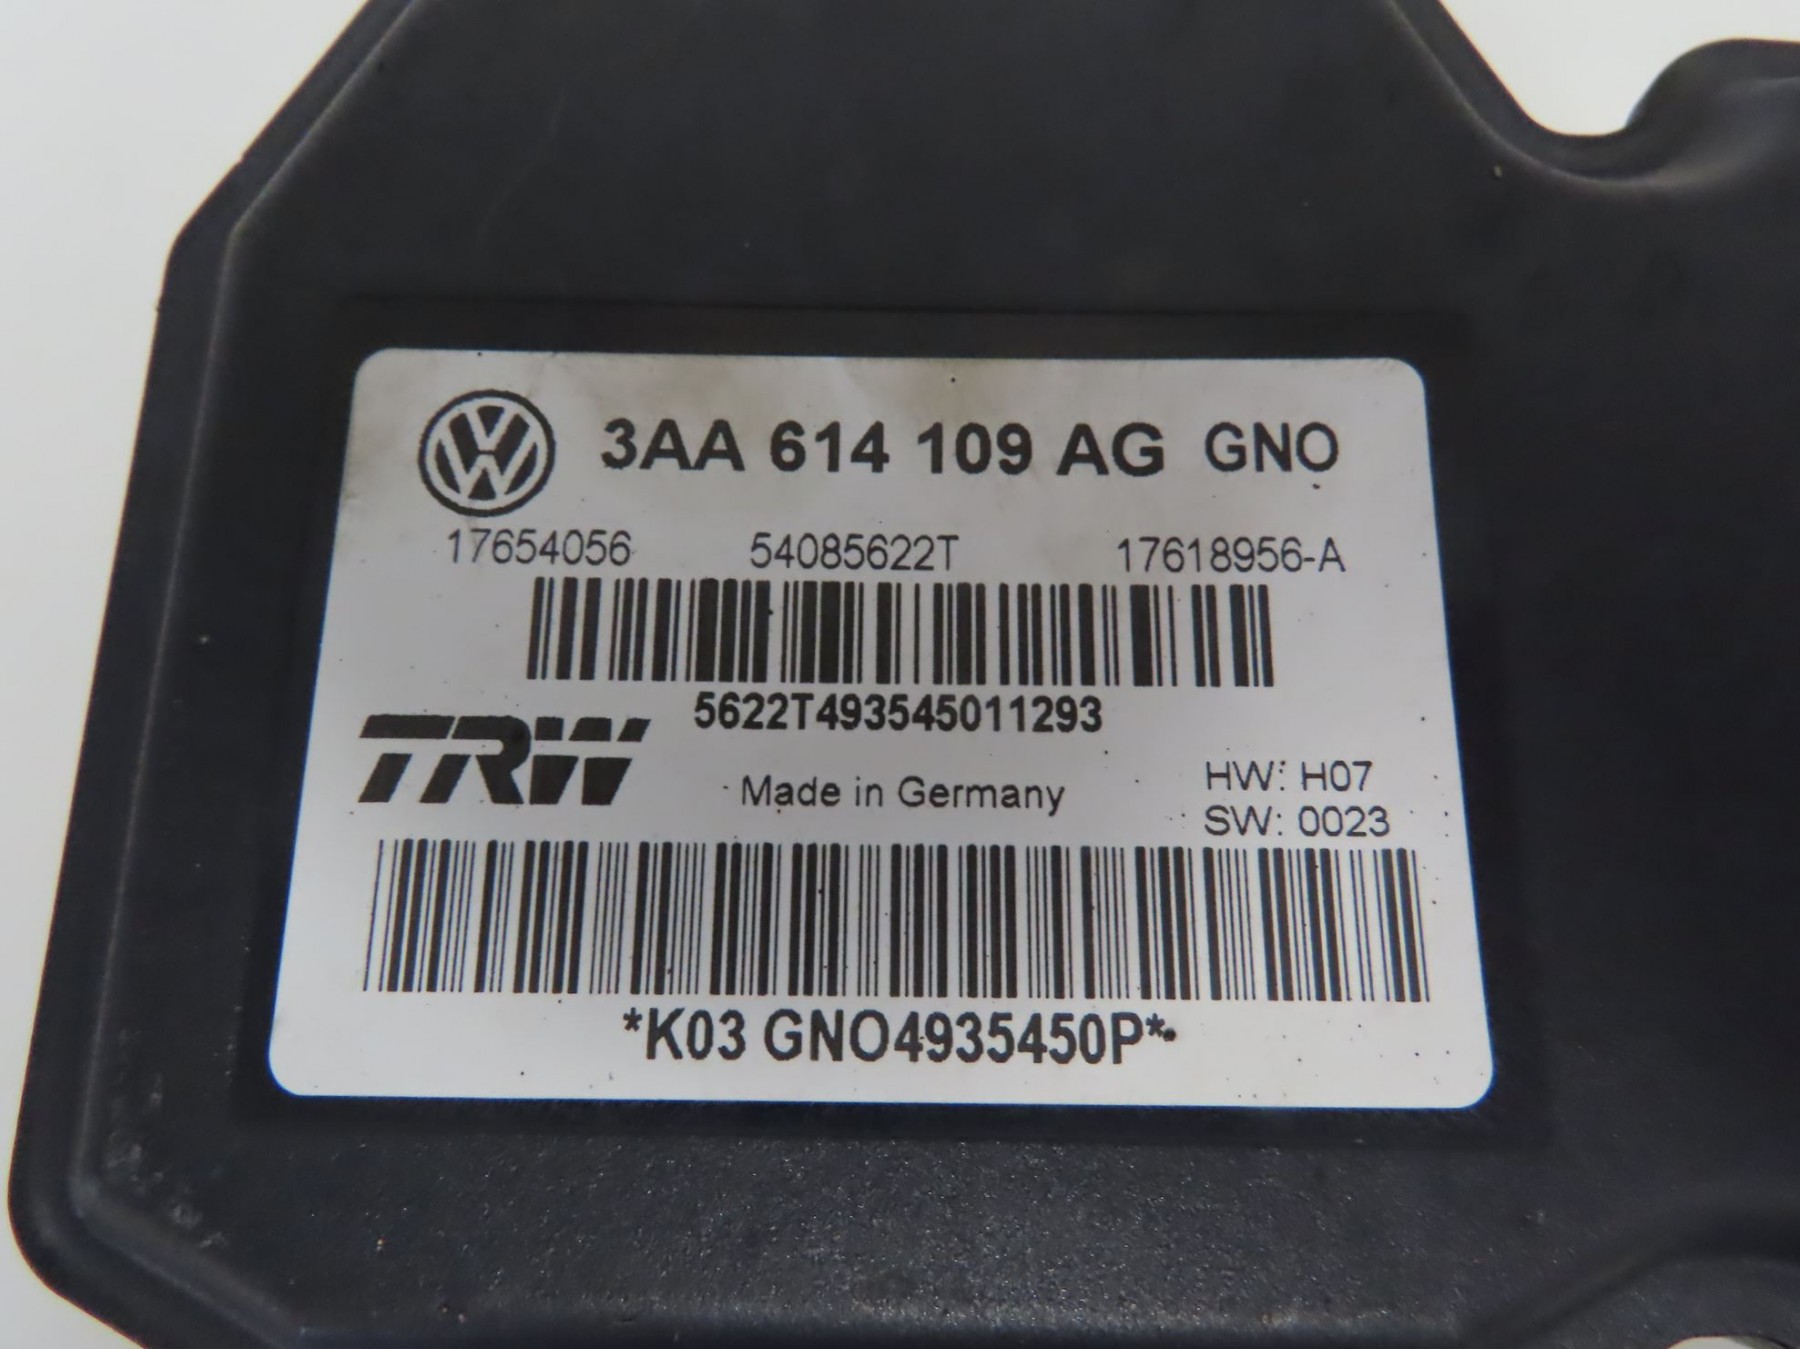 3AA 614 109 AG GNO
17654056 54085622T 17618956-A
5622T493545011293
TRW
Made in Germany
HW: H07
SW: 0023
*K03 GNO4935450P*